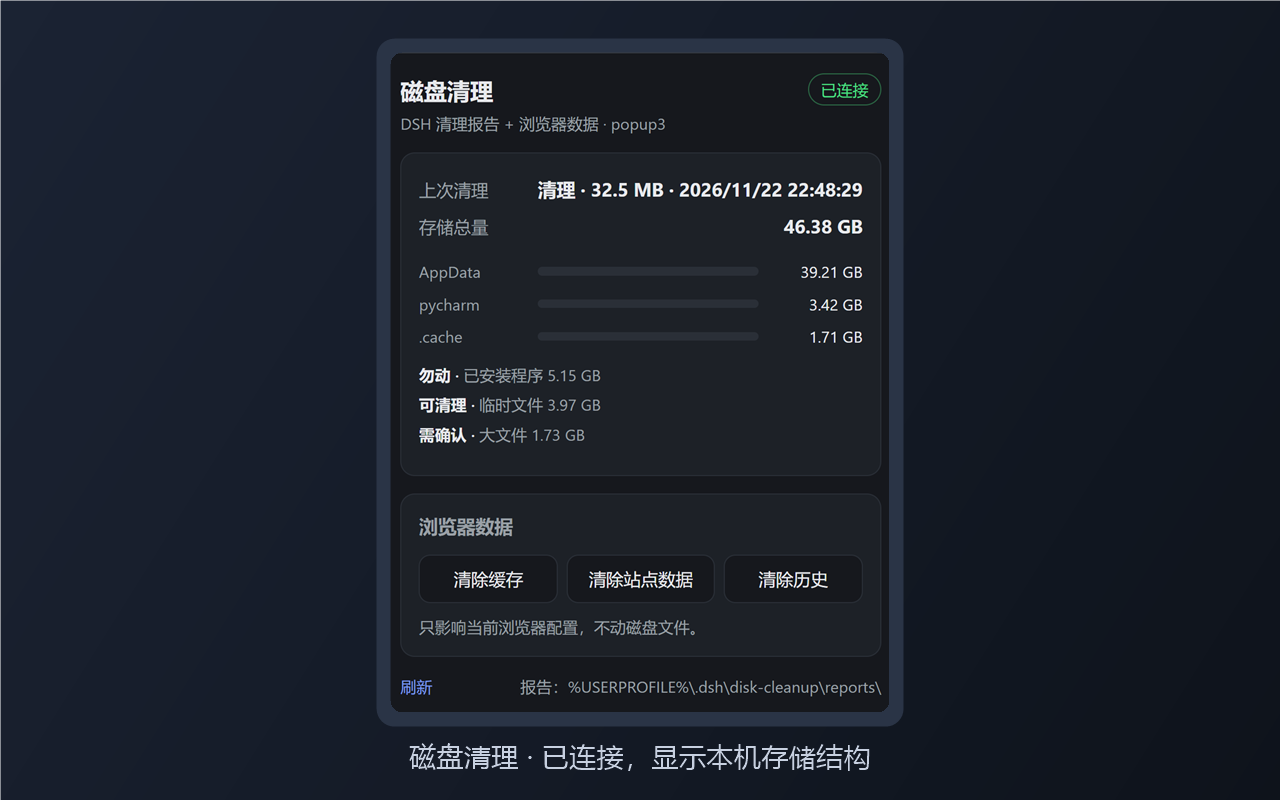 磁盘清理
已连接
DSH 清理报告 + 浏览器数据 · popup3
上次清理 清理 · 32.5 MB · 2026/11/22 22:48:29
存储总量 46.38 GB
AppData 39.21 GB
pycharm 3.42 GB
.cache 1.71 GB
勿动 · 已安装程序 5.15 GB
可清理 · 临时文件 3.97 GB
需确认 · 大文件 1.73 GB
浏览器数据
清除缓存 清除站点数据 清除历史
只影响当前浏览器配置，不动磁盘文件。
刷新 报告：%USERPROFILE%\.dsh\disk-cleanup\reports\
磁盘清理 · 已连接，显示本机存储结构